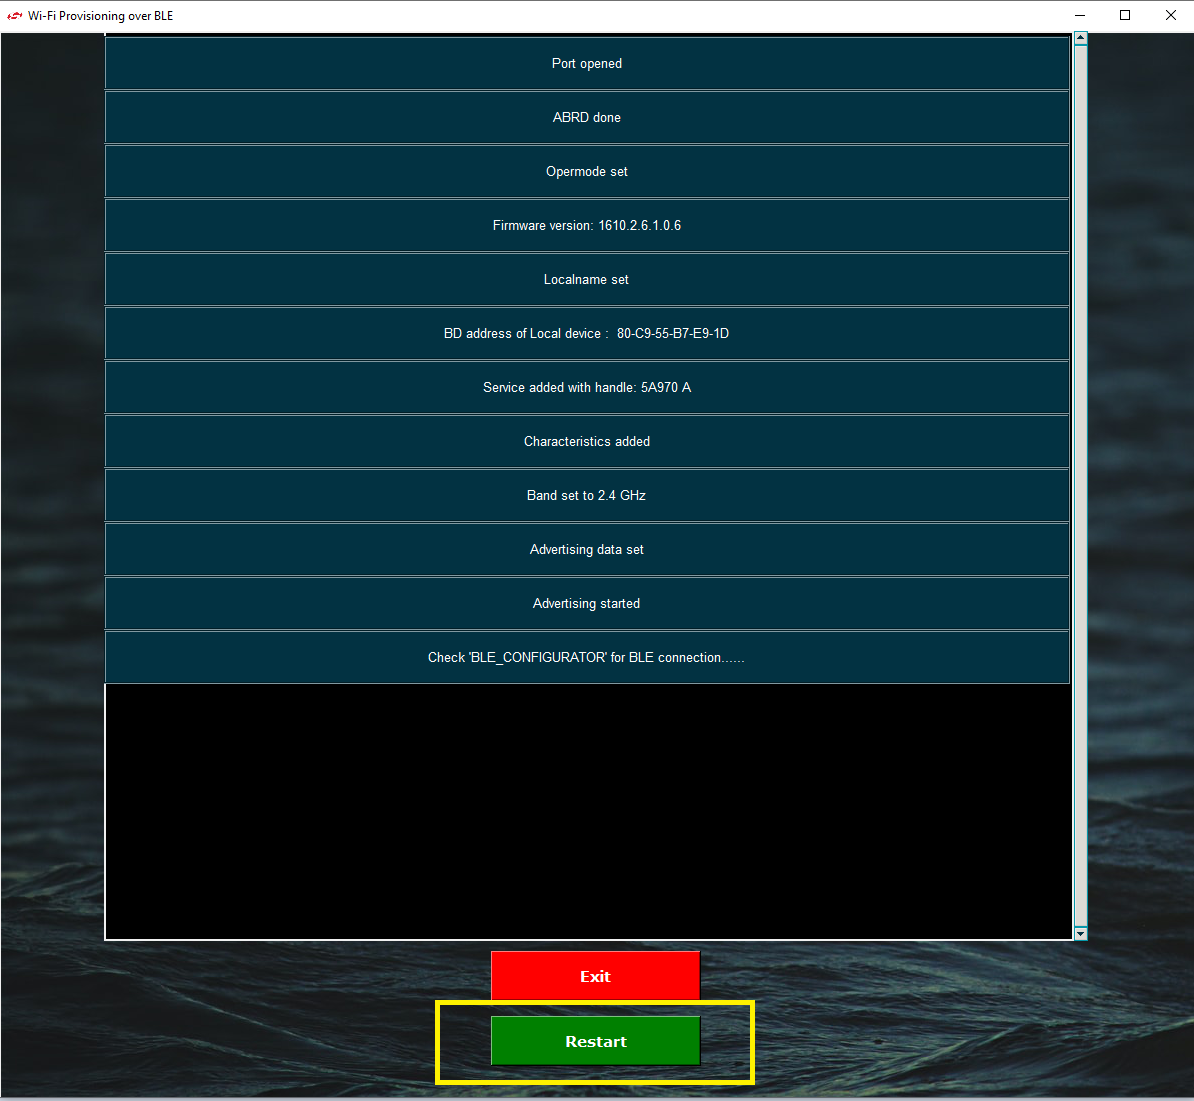 Wi-Fi Provisioning over BLE
Port opened
ABRD done
Opermode set
Firmware version: 1610.2.6.1.0.6
Localname set
BD address of Local device :  80-C9-55-B7-E9-1D
Service added with handle: 5A970 A
Characteristics added
Band set to 2.4 GHz
Advertising data set
Advertising started
Check 'BLE_CONFIGURATOR' for BLE connection......
Exit
Restart